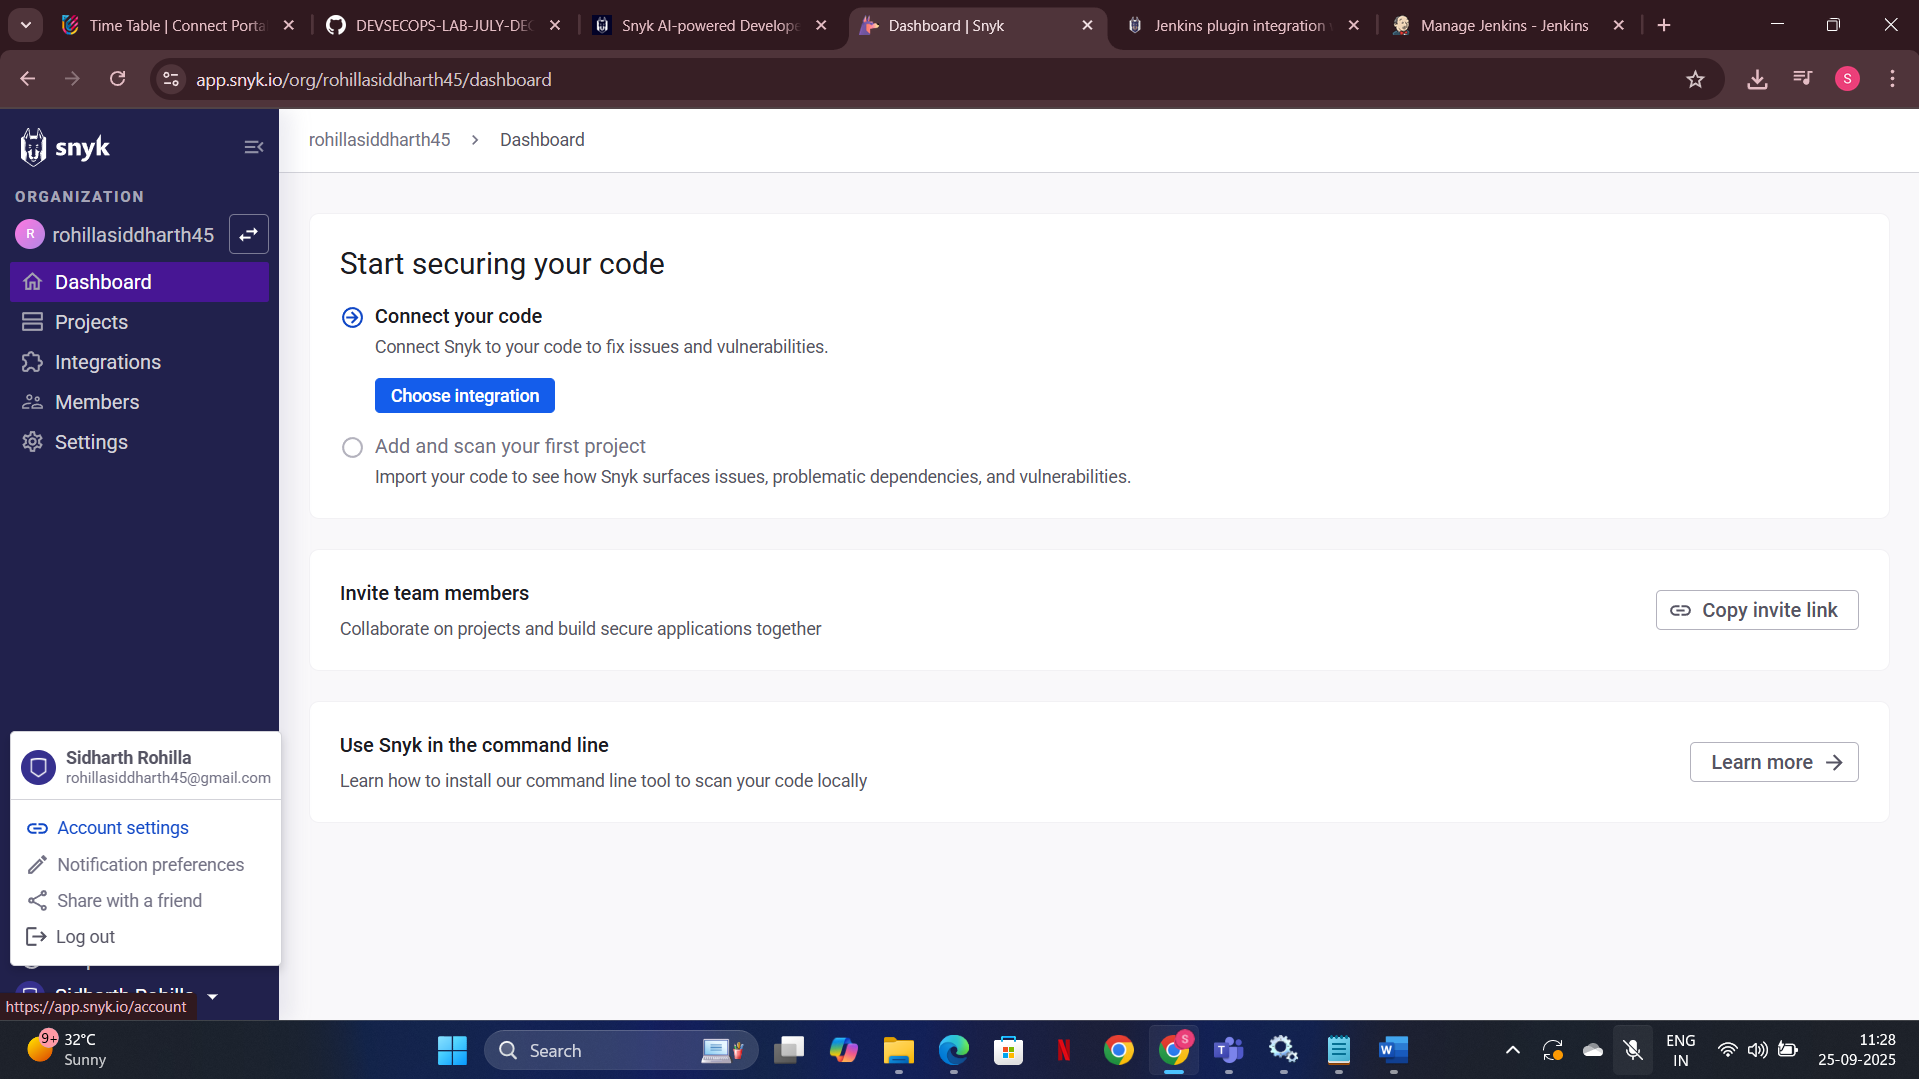 Time Table | Connect Porta
DEVSECOPS-LAB-JULY-DEC
Snyk AI-powered Develope
Dashboard | Snyk
Jenkins plugin integration
Manage Jenkins - Jenkins
app.snyk.io/org/rohillasiddharth45/dashboard
S
snyk
ORGANIZATION
R
rohillasiddharth45
Dashboard
Projects
Integrations
Members
Settings
rohillasiddharth45 > Dashboard
Start securing your code
Connect your code
Connect Snyk to your code to fix issues and vulnerabilities.
Choose integration
Add and scan your first project
Import your code to see how Snyk surfaces issues, problematic dependencies, and vulnerabilities.
Invite team members
Collaborate on projects and build secure applications together
Copy invite link
Use Snyk in the command line
Learn how to install our command line tool to scan your code locally
Learn more
Sidharth Rohilla
rohillasiddharth45@gmail.com
Account settings
Notification preferences
Share with a friend
Log out
Sidharth Rohilla
https://app.snyk.io/account
9+
32°C
Sunny
Search
S
ENG
IN
11:28
25-09-2025